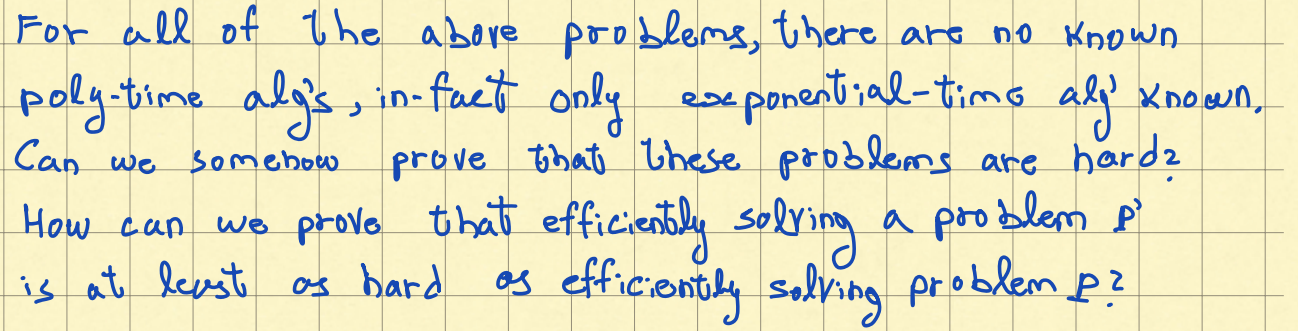 For all of the above problems, there are no known
poly-time alg's, in-fact only exponential-time alg' known.
Can we somehow prove that these problems are hard?
How can we prove that efficiently solving a problem P'
is at least as hard as efficiently solving problem P?